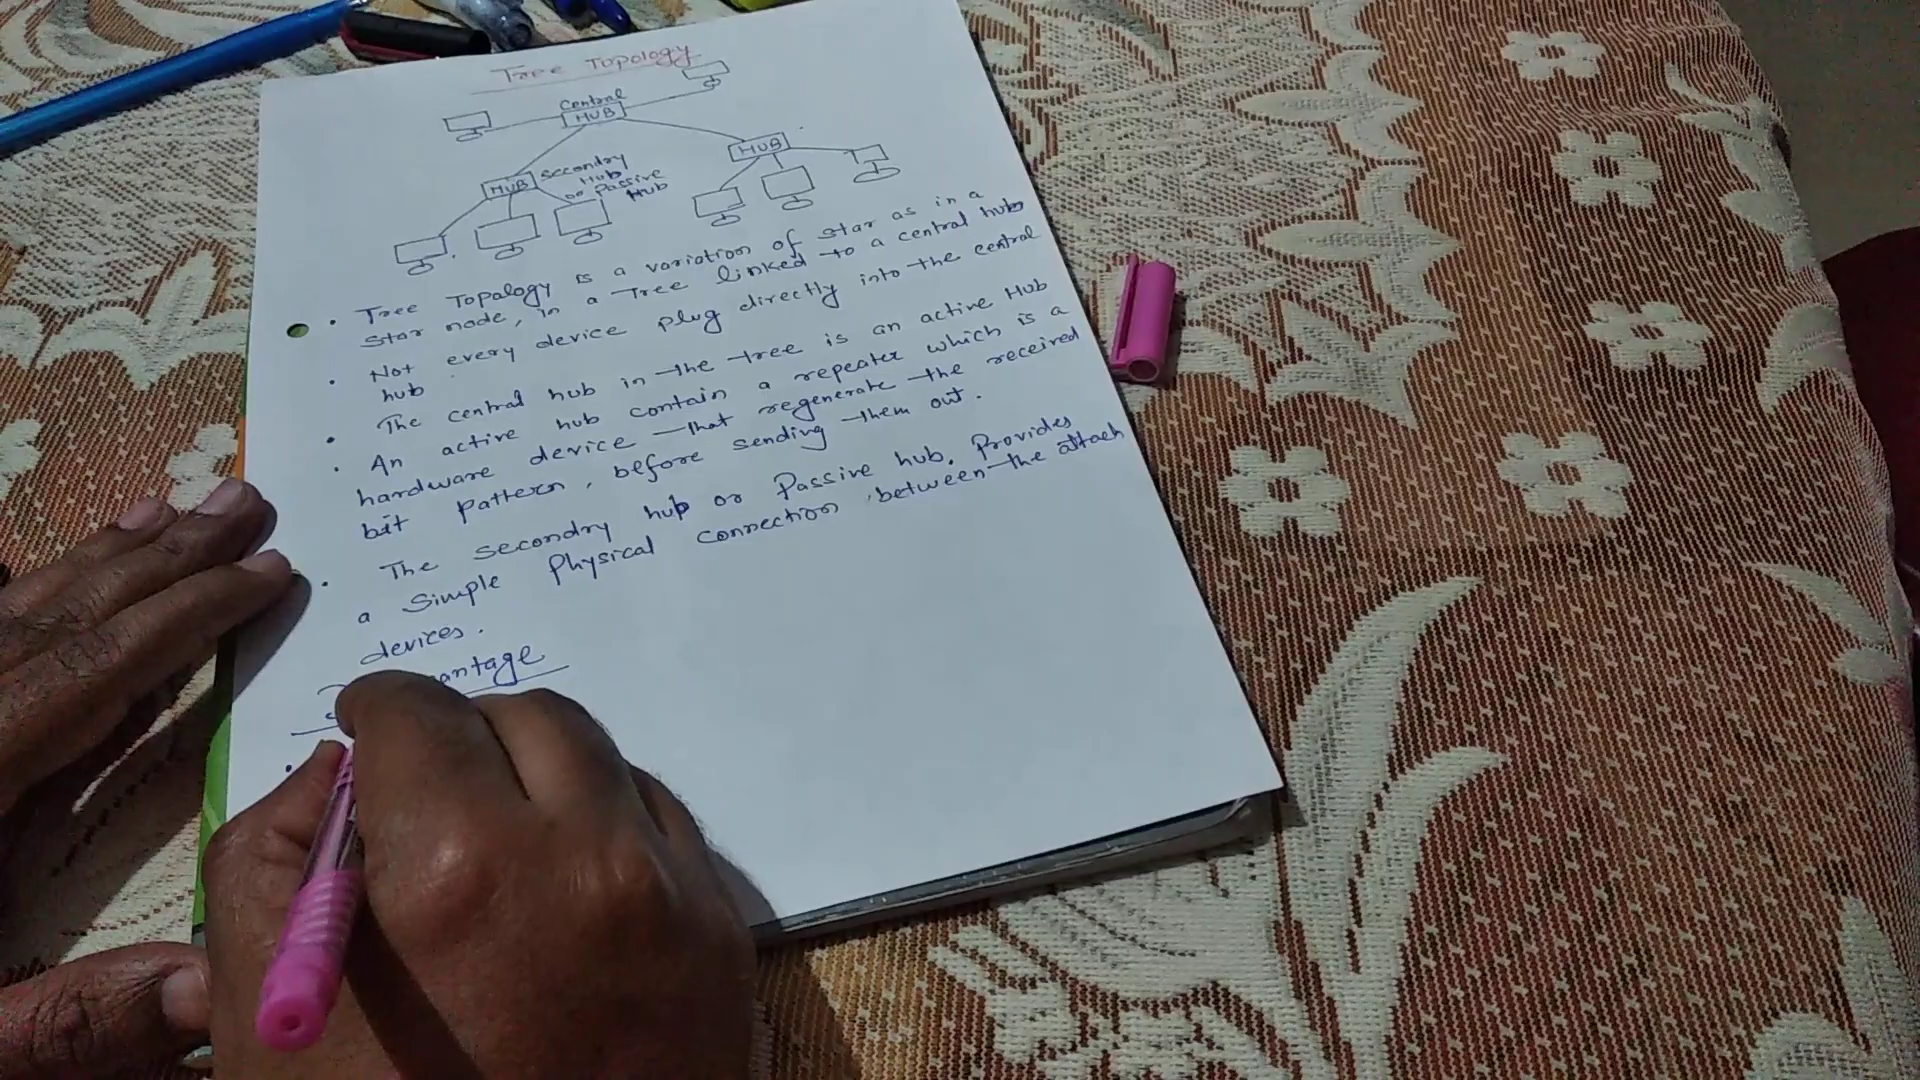 Tree Topology
Central
HUB
HUB
HUB
Secondry
Hub
or Passive
Hub
• Tree Topalogy is a variotion of star as in a
star node, in a Tree linked to a central hub
• Not every device plug directly into the central
hub
• The central hub in the tree is an active Hub
• An active hub contain a repeater which is a
hardware device that regenerate the received
bit pattern, before sending them out.
• The secondry hub or Passive hub, Provides
a Simple Physical connection between the attach
devices.